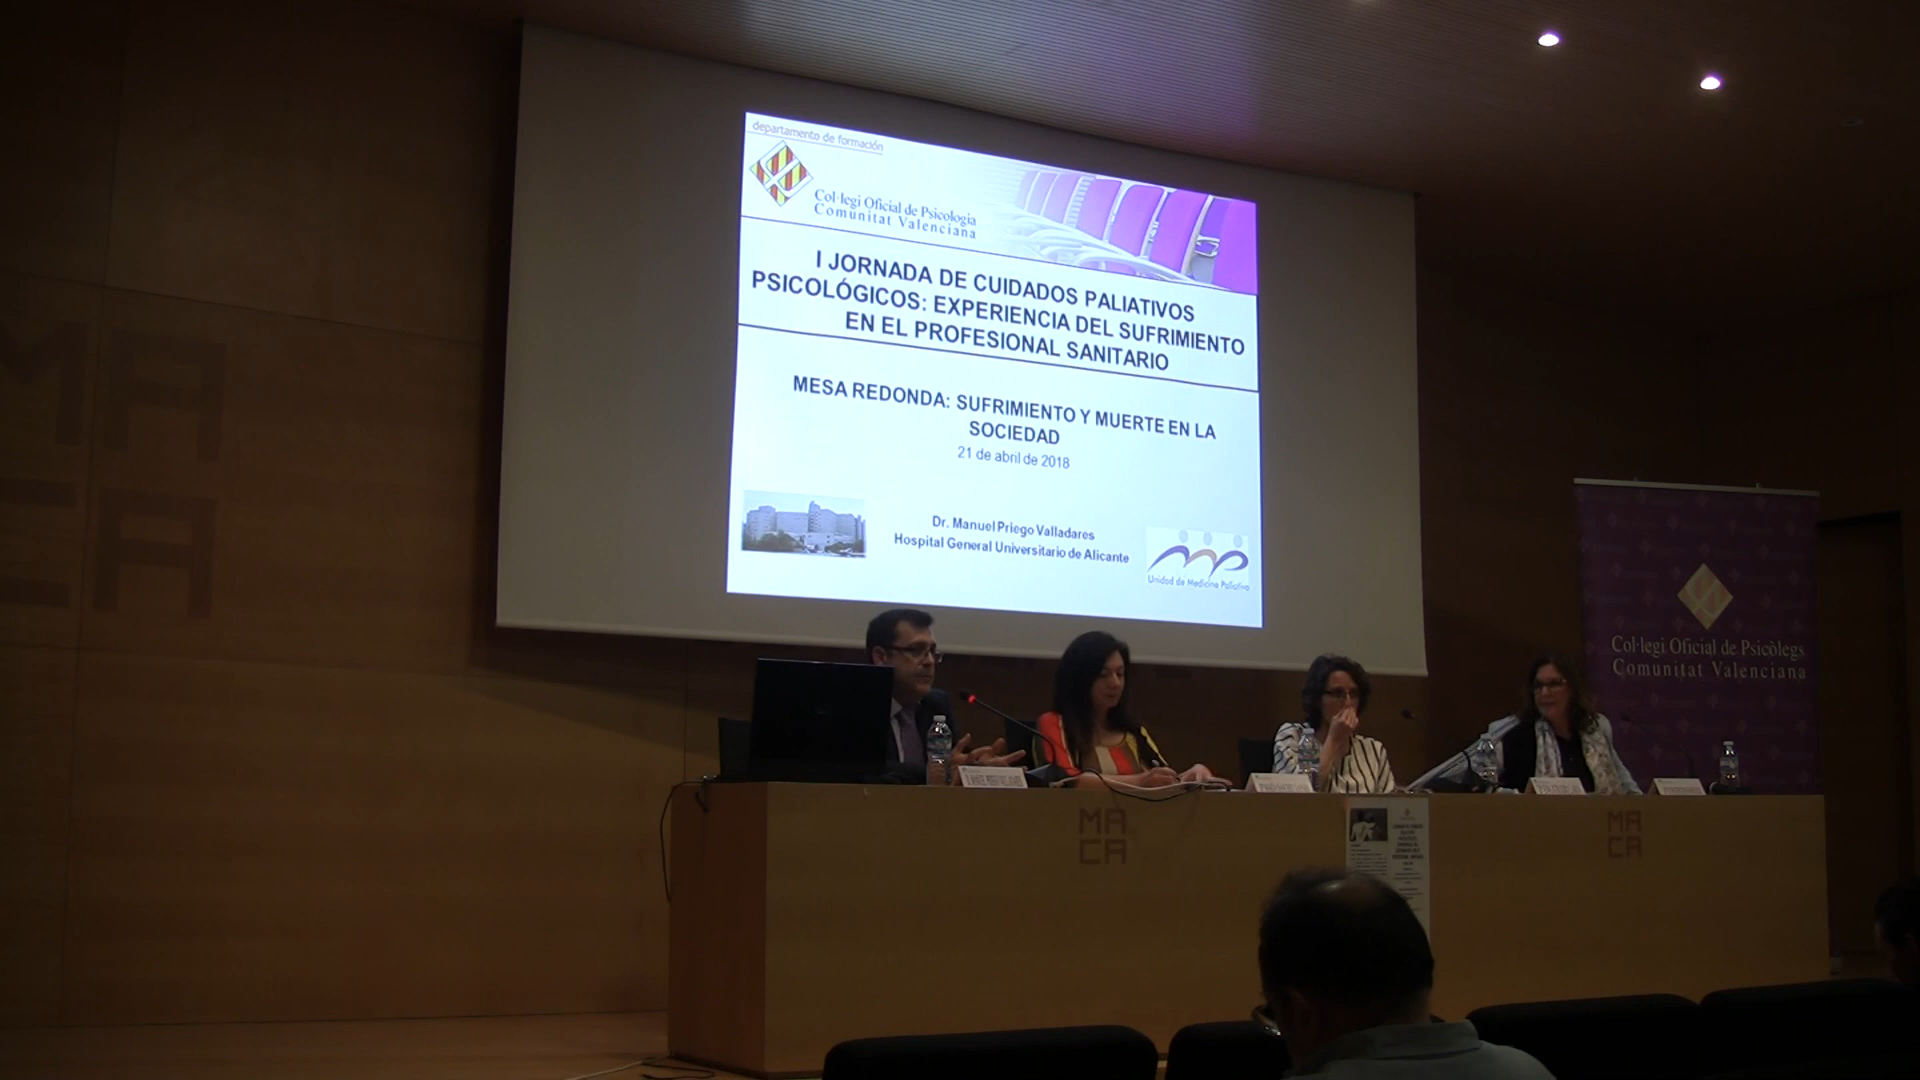 departamento de formación
Col·legi Oficial de Psicologia
Comunitat Valenciana
I JORNADA DE CUIDADOS PALIATIVOS
PSICOLÓGICOS: EXPERIENCIA DEL SUFRIMIENTO
EN EL PROFESIONAL SANITARIO
MESA REDONDA: SUFRIMIENTO Y MUERTE EN LA
SOCIEDAD
21 de abril de 2018
Dr. Manuel Priego Valladares
Hospital General Universitario de Alicante
mp
Unidad de Medicina Paliativa
MA
CA
Col·legi Oficial de Psicòlegs
Comunitat Valenciana
MA
CA
MA
CA